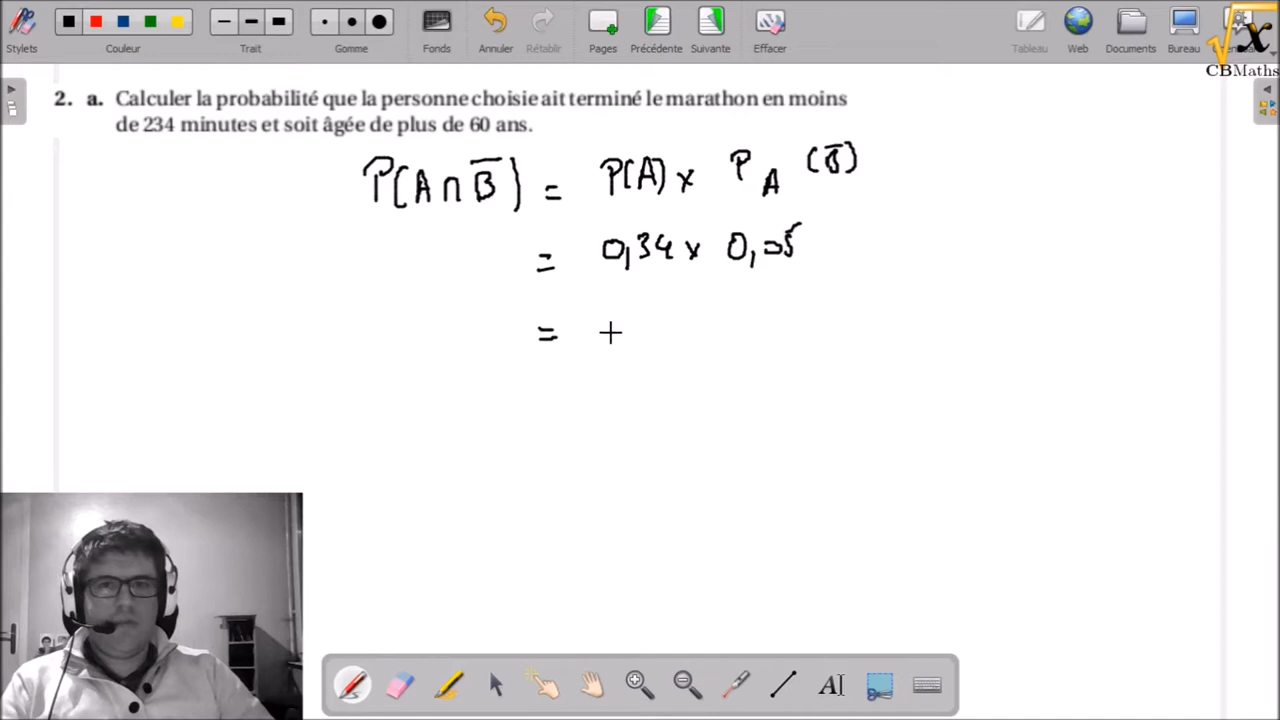 Stylets Couleur Trait Gomme Fonds Annuler Rétablir Pages Précédente Suivante Effacer Tableau Web Documents Bureau
CBMaths
2. a. Calculer la probabilité que la personne choisie ait terminé le marathon en moins
de 234 minutes et soit âgée de plus de 60 ans.
P(A∩B̅) = P(A) × P_A (B̅)
= 0,34 × 0,05
=